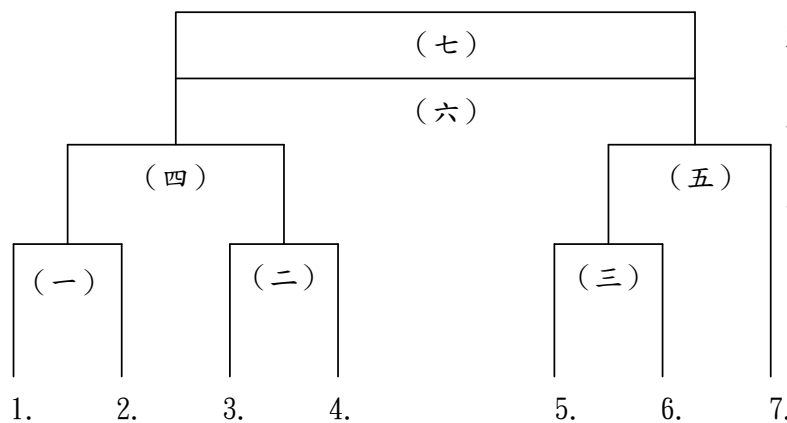 （七）
（六）
（四） （五）
（一） （二） （三）
1. 2. 3. 4. 5. 6. 7.